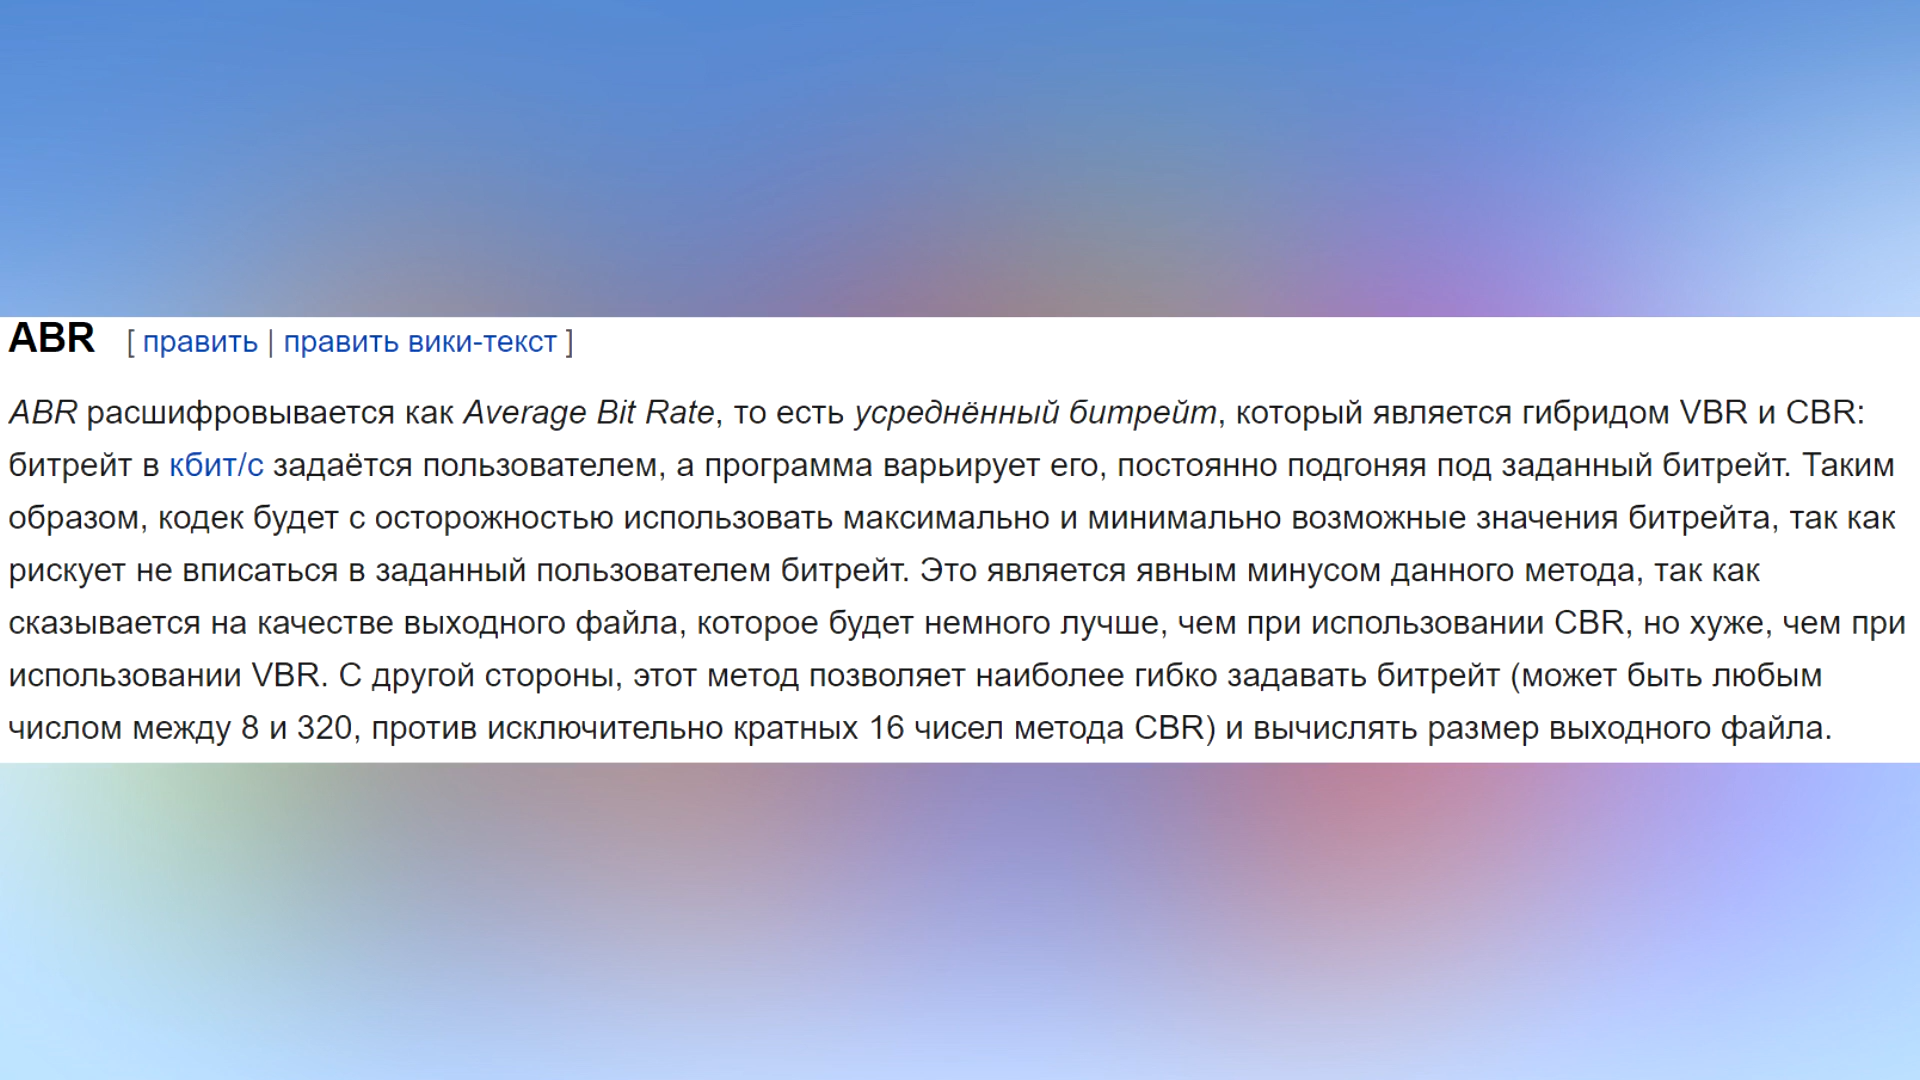 ABR [ править | править вики-текст ]
ABR расшифровывается как Average Bit Rate, то есть усреднённый битрейт, который является гибридом VBR и CBR:
битрейт в кбит/с задаётся пользователем, а программа варьирует его, постоянно подгоняя под заданный битрейт. Таким
образом, кодек будет с осторожностью использовать максимально и минимально возможные значения битрейта, так как
рискует не вписаться в заданный пользователем битрейт. Это является явным минусом данного метода, так как
сказывается на качестве выходного файла, которое будет немного лучше, чем при использовании CBR, но хуже, чем при
использовании VBR. С другой стороны, этот метод позволяет наиболее гибко задавать битрейт (может быть любым
числом между 8 и 320, против исключительно кратных 16 чисел метода CBR) и вычислять размер выходного файла.